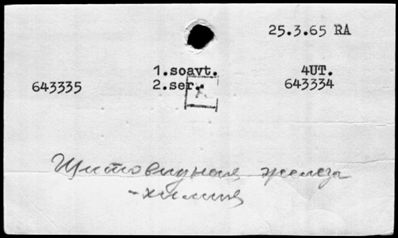 25.3.65 RA
1.soavt. 4UT.
643335 2.ser. 643334
Щитовидная железа
-химия